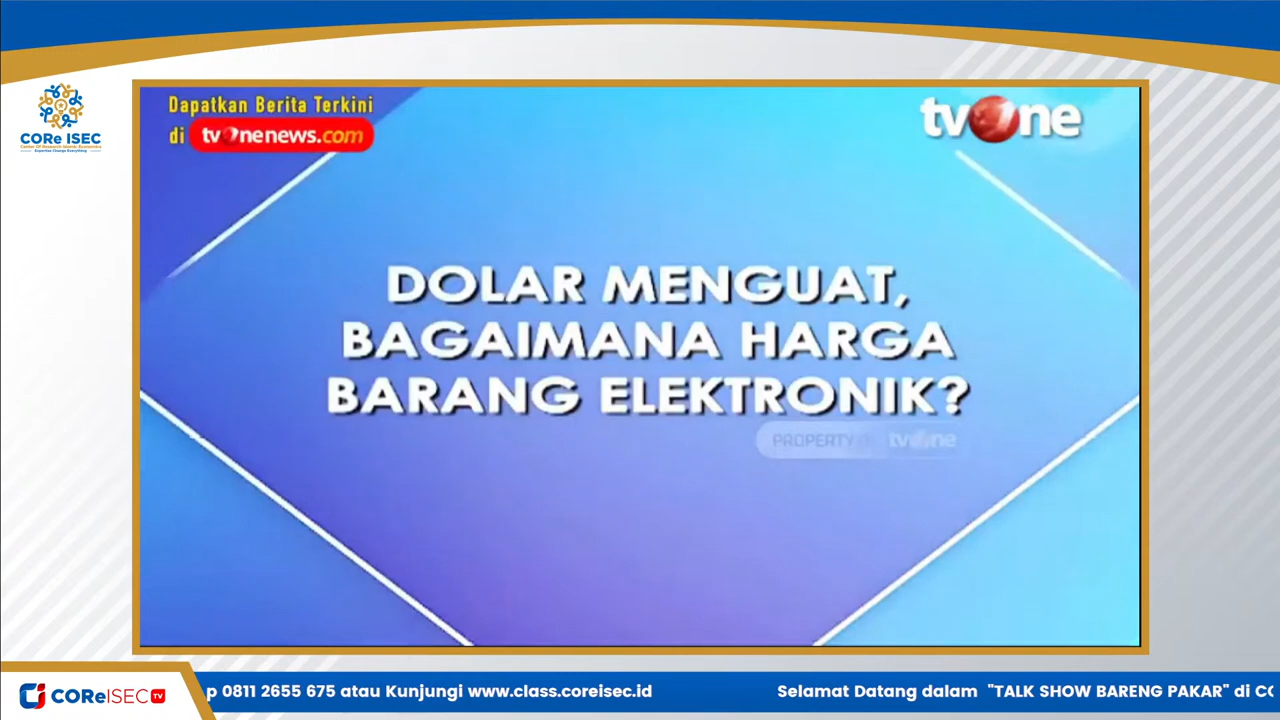 Dapatkan Berita Terkini
di tvOnenews.com
tvOne
CORe ISEC
DOLAR MENGUAT,
BAGAIMANA HARGA
BARANG ELEKTRONIK?
PROPERTY tvOne
COReISEC TV
p 0811 2655 675 atau Kunjungi www.class.coreisec.id
Selamat Datang dalam "TALK SHOW BARENG PAKAR" di CO